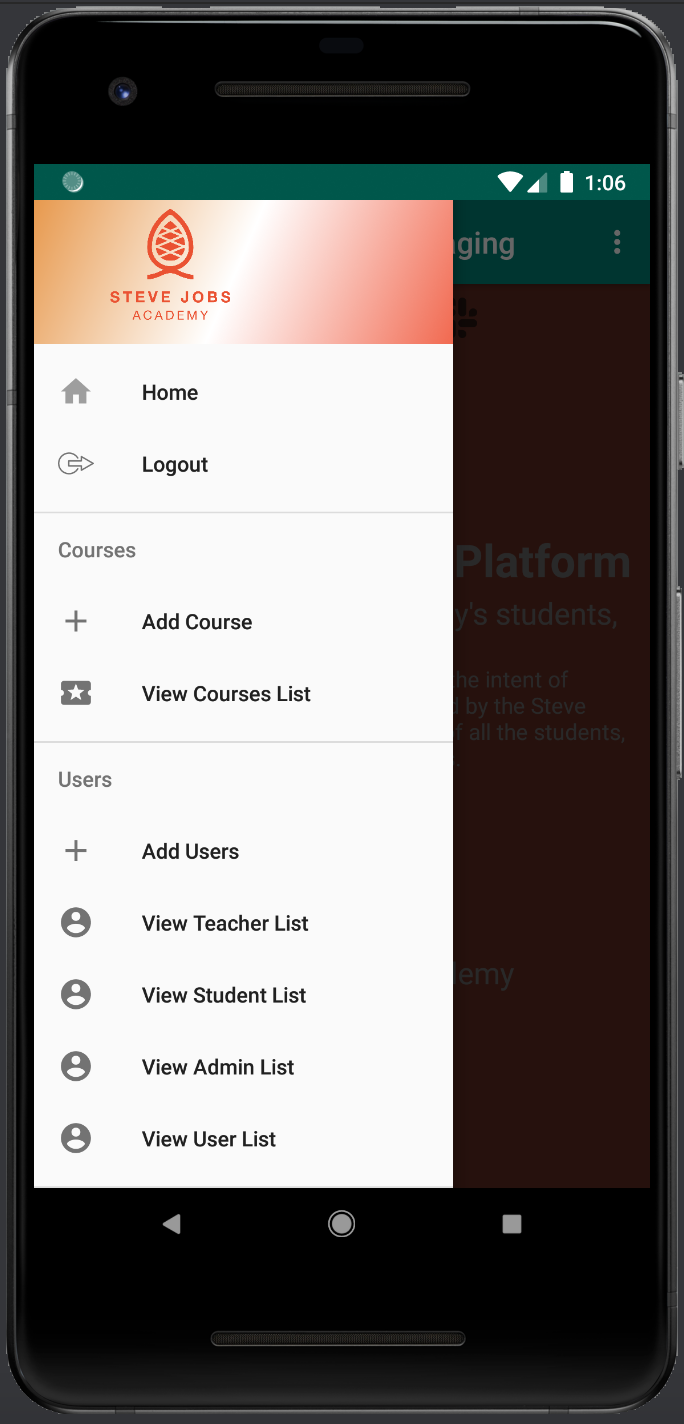 1:06
STEVE JOBS
ACADEMY
ging
Home
Logout
Courses
Platform
Add Course
y's students,
View Courses List
the intent of
d by the Steve
f all the students,
Users
Add Users
View Teacher List
demy
View Student List
View Admin List
View User List